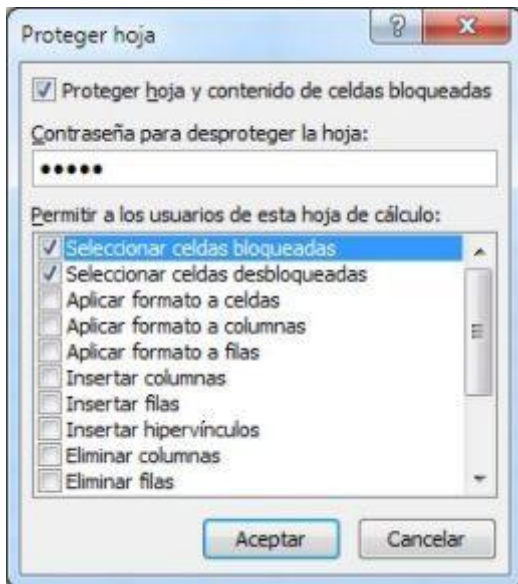 Proteger hoja
Proteger hoja y contenido de celdas bloqueadas
Contraseña para desproteger la hoja:
•••••
Permitir a los usuarios de esta hoja de cálculo:
Seleccionar celdas bloqueadas
Seleccionar celdas desbloqueadas
Aplicar formato a celdas
Aplicar formato a columnas
Aplicar formato a filas
Insertar columnas
Insertar filas
Insertar hipervínculos
Eliminar columnas
Eliminar filas
Aceptar Cancelar